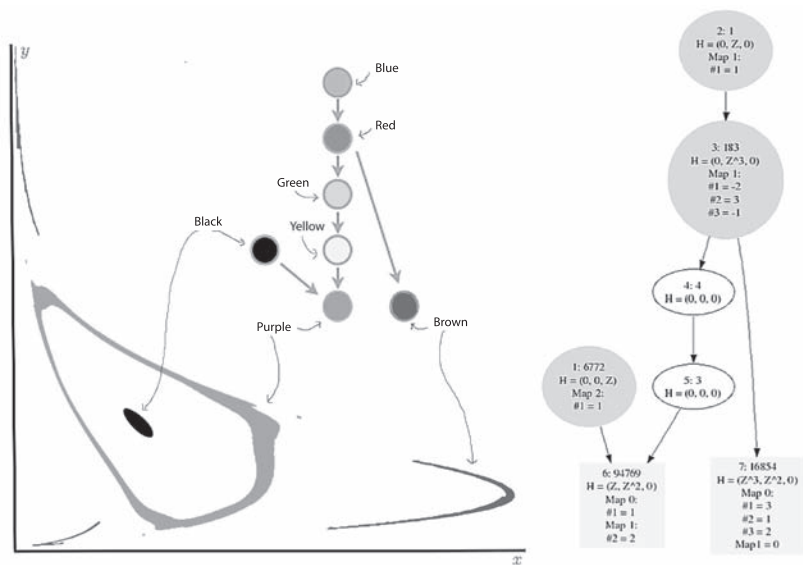 y
Blue
Red
Green
Black
Yellow
Purple
Brown
x
2: 1
H = (0, Z, 0)
Map 1:
#1 = 1
3: 183
H = (0, Z^3, 0)
Map 1:
#1 = -2
#2 = 3
#3 = -1
4: 4
H = (0, 0, 0)
1: 6772
H = (0, 0, Z)
Map 2:
#1 = 1
5: 3
H = (0, 0, 0)
6: 94769
H = (Z, Z^2, 0)
Map 0:
#1 = 1
Map 1:
#2 = 2
7: 16854
H = (Z^3, Z^2, 0)
Map 0:
#1 = 3
#2 = 1
#3 = 2
Map1 = 0